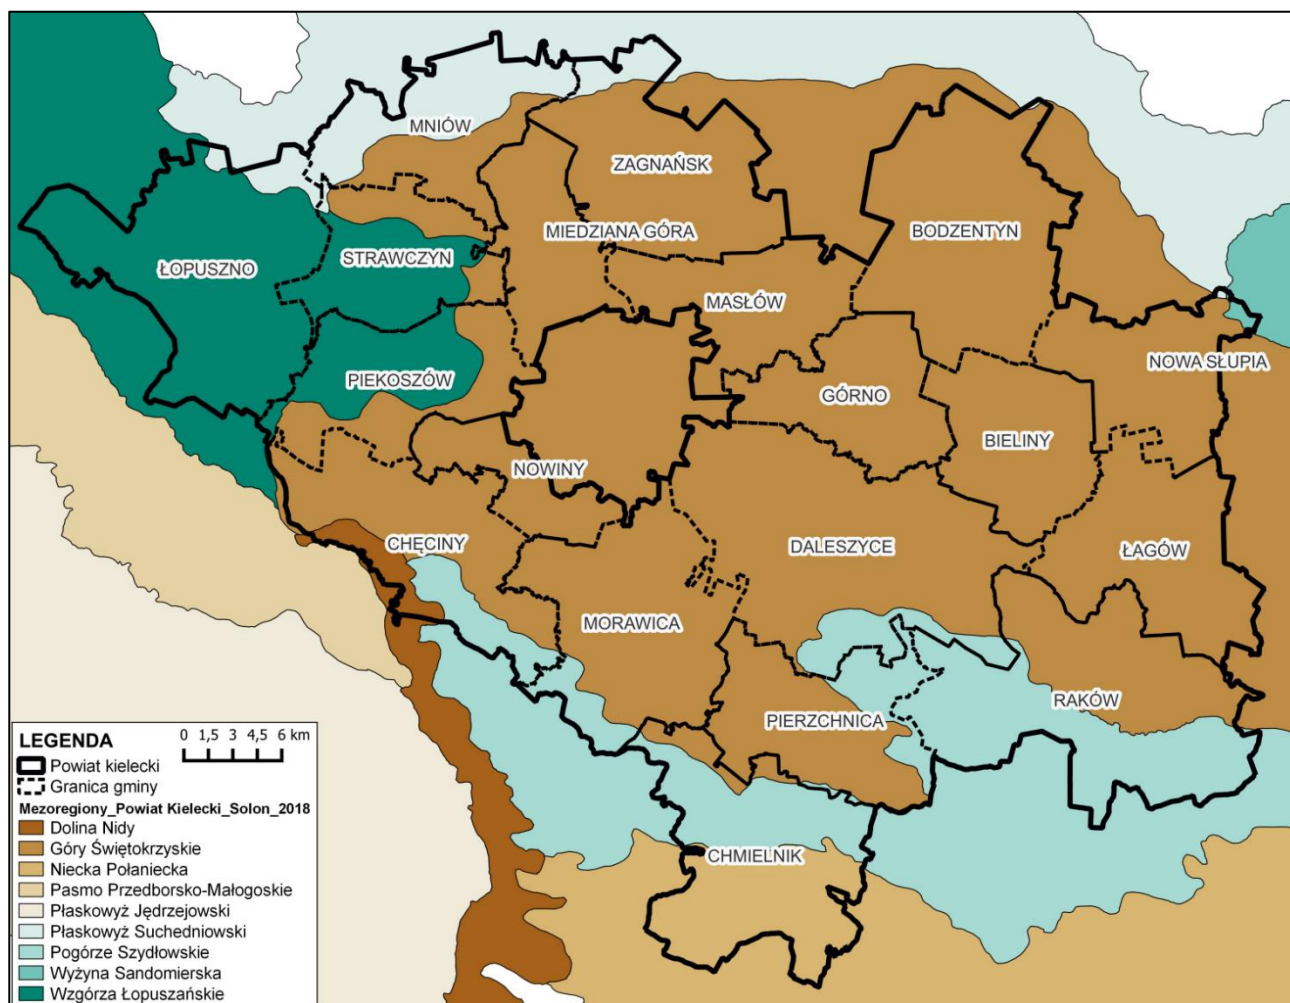 MNIÓW
ZAGNAŃSK
MIEDZIANA GÓRA
BODZENTYN
STRAWCZYN
ŁOPUSZNO
MASŁÓW
NOWA SŁUPIA
PIEKOSZÓW
GÓRNO
BIELINY
NOWINY
CHĘCINY
DALESZYCE
ŁAGÓW
MORAWICA
RAKÓW
PIERZCHNICA
CHMIELNIK
LEGENDA
0 1,5 3 4,5 6 km
Powiat kielecki
Granica gminy
Mezoregiony_Powiat Kielecki_Solon_2018
Dolina Nidy
Góry Świętokrzyskie
Niecka Połaniecka
Pasmo Przedborsko-Małogoskie
Płaskowyż Jędrzejowski
Płaskowyż Suchedniowski
Pogórze Szydłowskie
Wyżyna Sandomierska
Wzgórza Łopuszańskie